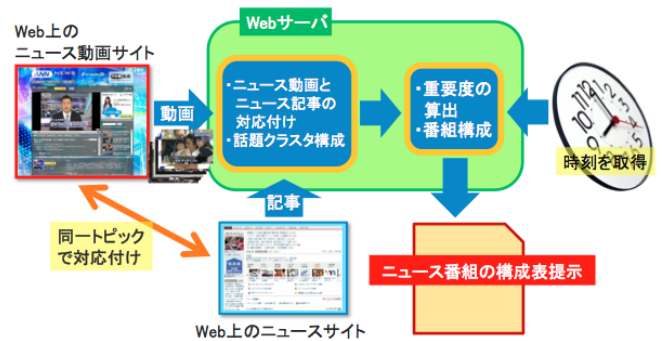 Web上の
ニュース動画サイト
Webサーバ
ANN NEWS
動画
・ニュース動画と
ニュース記事の
対応付け
・話題クラスタ構成
・重要度の
算出
・番組構成
時刻を取得
記事
同一トピック
で対応付け
ニュース番組の構成表提示
Web上のニュースサイト